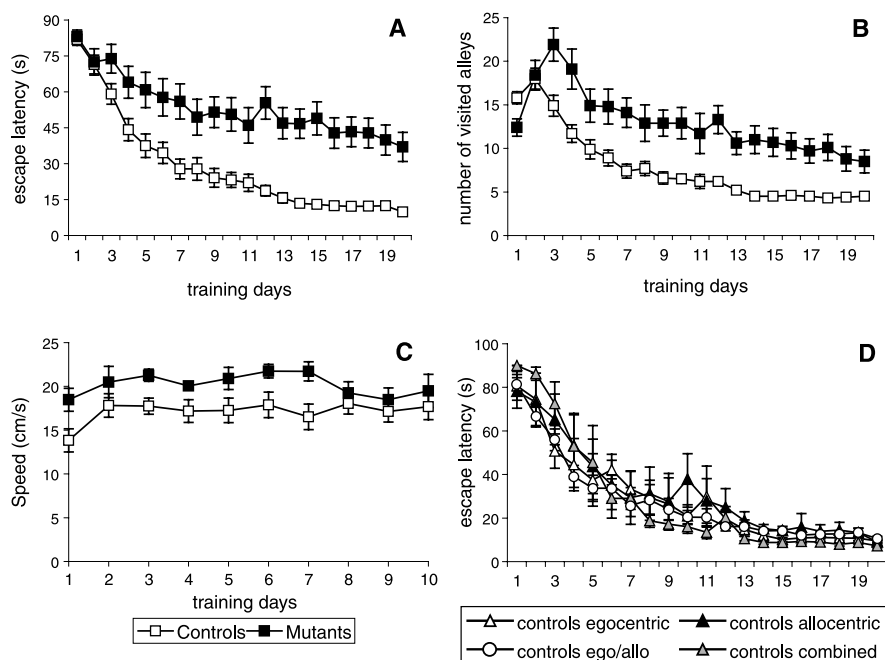 A
escape latency (s)
90
75
60
45
30
15
0
1 3 5 7 9 11 13 15 17 19
training days
B
number of visited alleys
25
20
15
10
5
0
1 3 5 7 9 11 13 15 17 19
training days
C
Speed (cm/s)
25
20
15
10
5
0
1 2 3 4 5 6 7 8 9 10
training days
Controls Mutants
D
escape latency (s)
100
80
60
40
20
0
1 3 5 7 9 11 13 15 17 19
controls egocentric controls allocentric
controls ego/allo controls combined